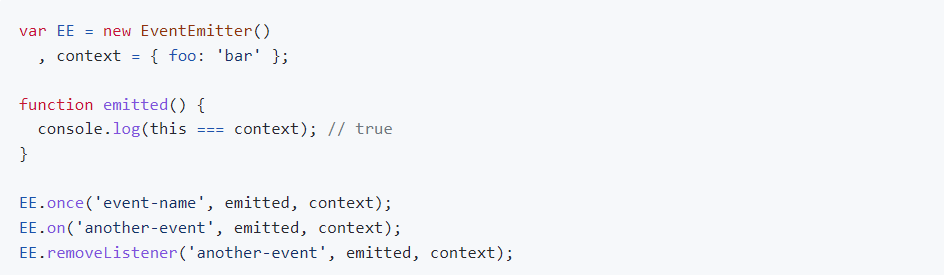 var EE = new EventEmitter()
  , context = { foo: 'bar' };

function emitted() {
  console.log(this === context); // true
}

EE.once('event-name', emitted, context);
EE.on('another-event', emitted, context);
EE.removeListener('another-event', emitted, context);